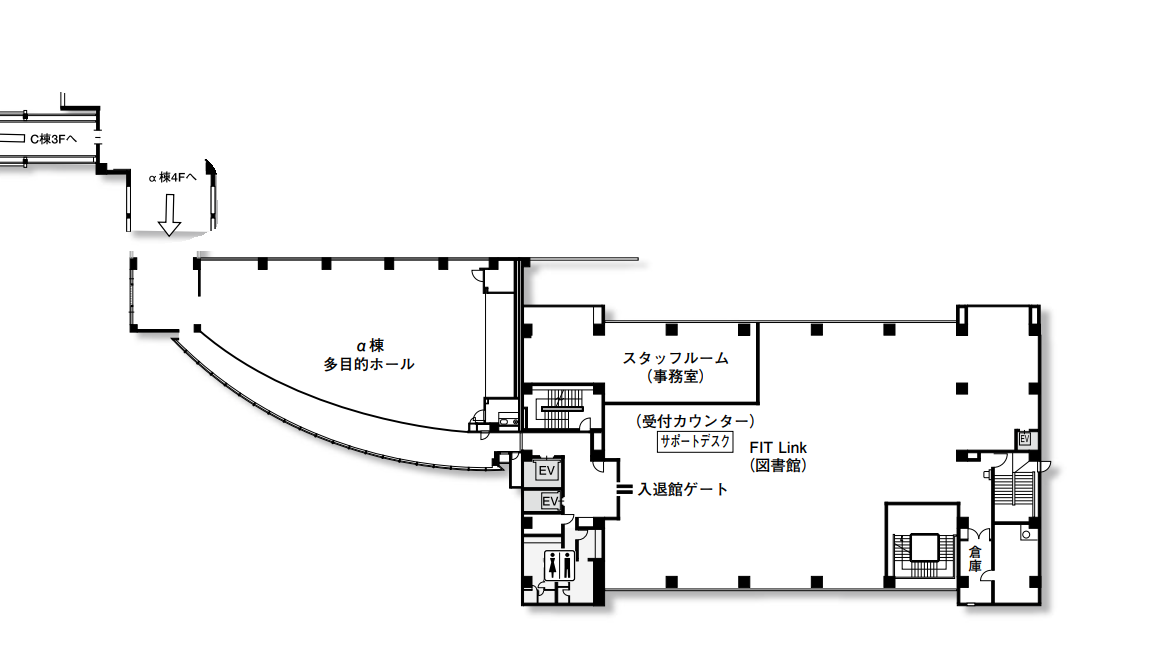 C棟3Fへ
α棟4Fへ
α棟
多目的ホール
スタッフルーム
（事務室）
（受付カウンター）
サポートデスク
FIT Link
（図書館）
EV
EV
EV
入退館ゲート
倉
庫